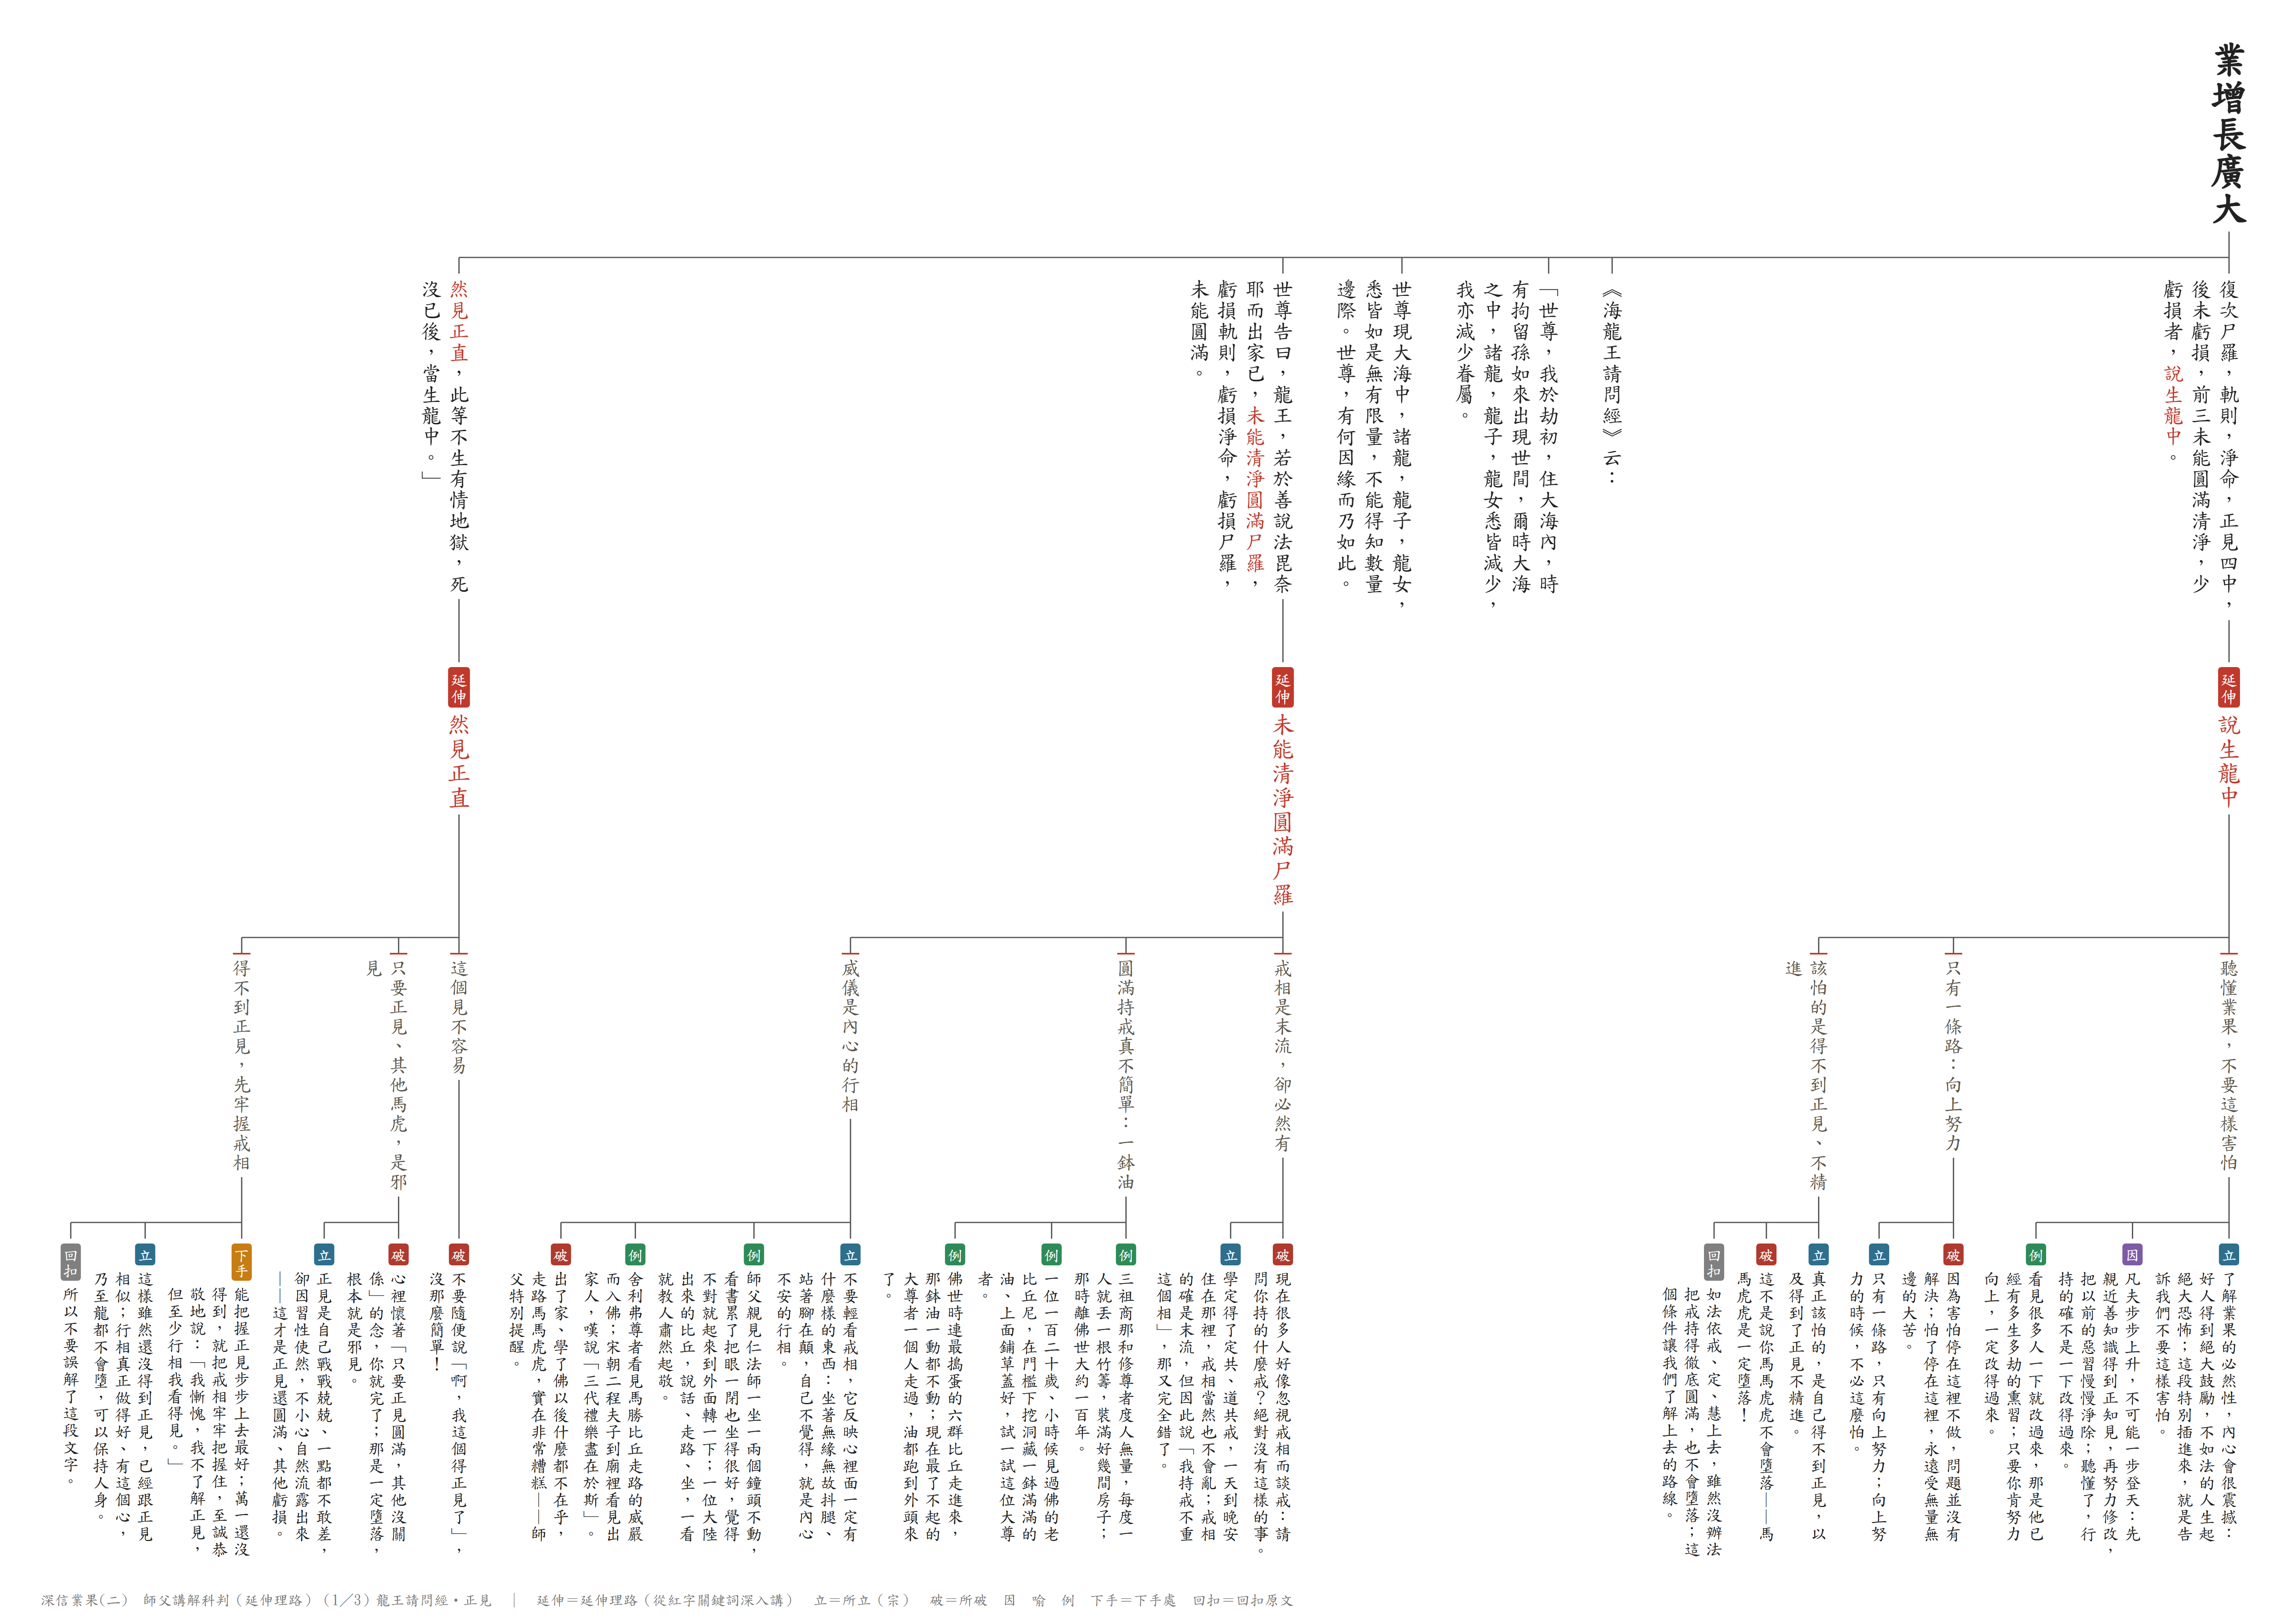 業增長廣大
復次尸羅，軌則，淨命，正見四中，
後未虧損，前三未能圓滿清淨，少
虧損者，說生龍中。
《海龍王請問經》云：
「世尊，我於劫初，住大海內，時
有拘留孫如來出現世間，爾時大海
之中，諸龍，龍子，龍女悉皆減少，
我亦減少眷屬。
世尊現大海中，諸龍，龍子，龍女，
悉皆如是無有限量，不能得知數量
邊際。世尊，有何因緣而乃如此。
世尊告曰，龍王，若於善說法毘奈
耶而出家已，未能清淨圓滿尸羅，
虧損軌則，虧損淨命，虧損尸羅，
未能圓滿。
然見正直，此等不生有情地獄，死
沒已後，當生龍中。」
延伸
說生龍中
延伸
未能清淨圓滿尸羅
延伸
然見正直
聽懂業果，不要這樣害怕
只有一條路：向上努力
該怕的是得不到正見、不精
進
戒相是末流，卻必然有
圓滿持戒真不簡單：一鉢油
威儀是內心的行相
這個見不容易
只要正見、其他馬虎，是邪
見
得不到正見，先牢握戒相
立
了解業果的必然性，內心會很震撼：
好人得到絕大鼓勵，不如法的人生起
絕大恐怖；這段特別插進來，就是告
訴我們不要這樣害怕。
因
凡夫步步上升，不可能一步登天：先
親近善知識得到正知見，再努力修改，
把以前的惡習慢慢淨除；聽懂了，行
持的確不是一下改得過來。
例
看見很多人一下就改過來，那是他已
經有多生多劫的熏習；只要你肯努力
向上，一定改得過來。
破
因為害怕停在這裡不做，問題並沒有
解決；怕了停在這裡，永遠受無量無
邊的大苦。
立
只有一條路，只有向上努力；向上努
力的時候，不必這麼怕。
立
真正該怕的，是自己得不到正見，以
及得到了正見不精進。
破
這不是說你馬馬虎虎不會墮落——馬
馬虎虎是一定墮落！
回扣
如法依戒、定、慧上去，雖然沒辦法
把戒持得徹底圓滿，也不會墮落；這
個條件讓我們了解上去的路線。
破
現在很多人好像忽視戒相而談戒：請
問你持的什麼戒？絕對沒有這樣的事。
立
學定得了定共、道共戒，一天到晚安
住在那裡，戒相當然也不會亂；戒相
的確是末流，但因此說「我持戒不重
這個相」，那又完全錯了。
例
三祖商那和修尊者度人無量，每度一
人就丟一根竹籌，裝滿好幾間房子；
那時離佛世大約一百年。
例
一位一百二十歲、小時候見過佛的老
比丘尼，在門檻下挖洞藏一鉢滿滿的
油、上面鋪草蓋好，試一試這位大尊
者。
例
佛世時連最搗蛋的六群比丘走進來，
那鉢油一動都不動；現在最了不起的
大尊者一個人走過，油都跑到外頭來
了。
立
不要輕看戒相，它反映心裡面一定有
什麼樣的東西：坐著無緣無故抖腿、
站著腳在顛，自己不覺得，就是內心
不安的行相。
例
師父親見仁法師一坐一兩個鐘頭不動，
看書累了把眼一閉也坐得很好，覺得
不對就起來到外面轉一下；一位大陸
出來的比丘，說話、走路、坐，一看
就教人肅然起敬。
例
舍利弗尊者看見馬勝比丘走路的威嚴
而入佛；宋朝二程夫子到廟裡看見出
家人，嘆說「三代禮樂盡在於斯」。
破
出了家、學了佛以後什麼都不在乎，
走路馬馬虎虎，實在非常糟糕——師
父特別提醒。
破
不要隨便說「啊，我這個得正見了」，
沒那麼簡單！
破
心裡懷著「只要正見圓滿，其他沒關
係」的念，你就完了；那是一定墮落，
根本就是邪見。
立
正見是自己戰戰兢兢、一點都不敢差，
卻因習性使然，不小心自然流露出來
——這才是正見還圓滿、其他虧損。
下手
能把握正見步步上去最好；萬一還沒
得到，就把戒相牢牢把握住，至誠恭
敬地說：「我慚愧，我不了解正見，
但至少行相我看得見。」
立
這樣雖然還沒得到正見，已經跟正見
相似；行相真正做得好、有這個心，
乃至龍都不會墮，可以保持人身。
回扣
所以不要誤解了這段文字。
深信業果(二)　師父講解科判（延伸理路）（1／3）龍王請問經・正見　｜　延伸＝延伸理路（從紅字關鍵詞深入講）　立＝所立（宗）　破＝所破　因　喻　例　下手＝下手處　回扣＝回扣原文